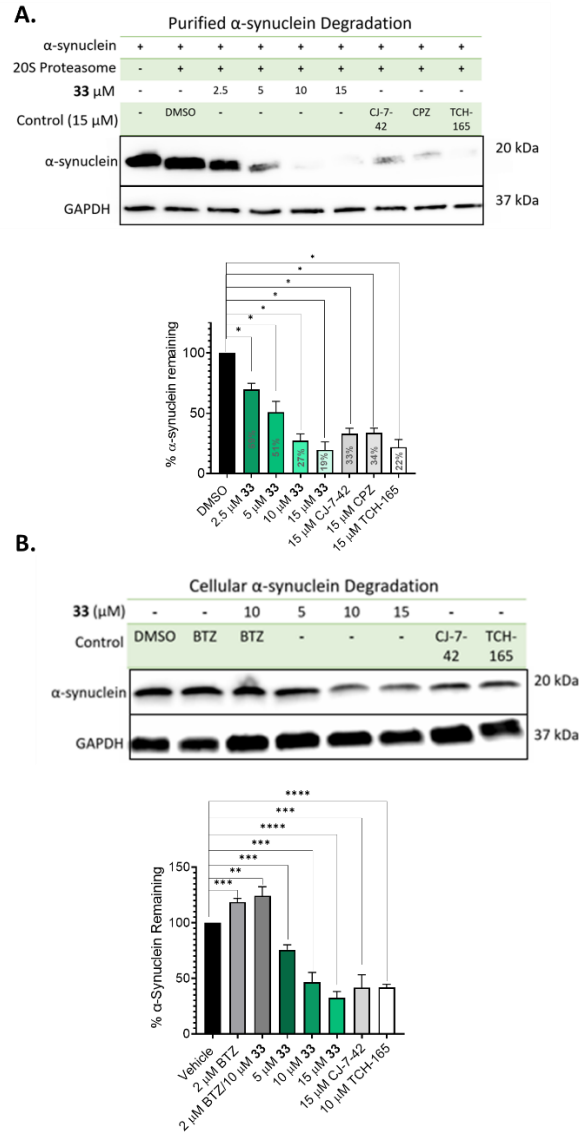 A.
Purified α-synuclein Degradation
α-synuclein + + + + + + + + +
20S Proteasome - + + + + + + + +
33 μM - - 2.5 5 10 15 - - -
Control (15 μM) - DMSO - - - - CJ-7-42 CPZ TCH-165
α-synuclein 20 kDa
GAPDH 37 kDa
*
*
*
*
*
*
*
% α-synuclein remaining
100
50
0
51%
27%
19%
33%
34%
22%
DMSO
2.5 μM 33
5 μM 33
10 μM 33
15 μM 33
15 μM CJ-7-42
15 μM CPZ
15 μM TCH-165
B.
Cellular α-synuclein Degradation
33 (μM) - - 10 5 10 15 - -
Control DMSO BTZ BTZ - - - CJ-7-42 TCH-165
α-synuclein 20 kDa
GAPDH 37 kDa
****
***
****
***
***
**
***
% α-Synuclein Remaining
150
100
50
0
Vehicle
2 μM BTZ
2 μM BTZ/10 μM 33
5 μM 33
10 μM 33
15 μM 33
15 μM CJ-7-42
10 μM TCH-165